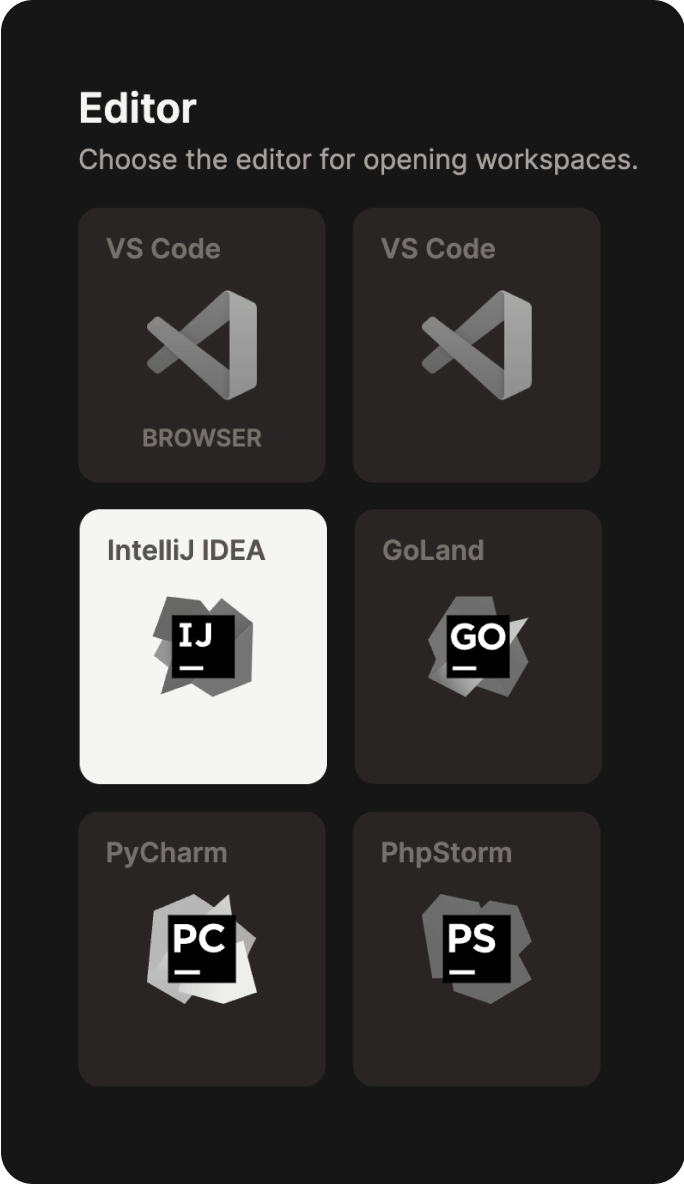 Editor
Choose the editor for opening workspaces.
VS Code
VS Code
BROWSER
IntelliJ IDEA
GoLand
IJ
GO
PyCharm
PhpStorm
PC
PS